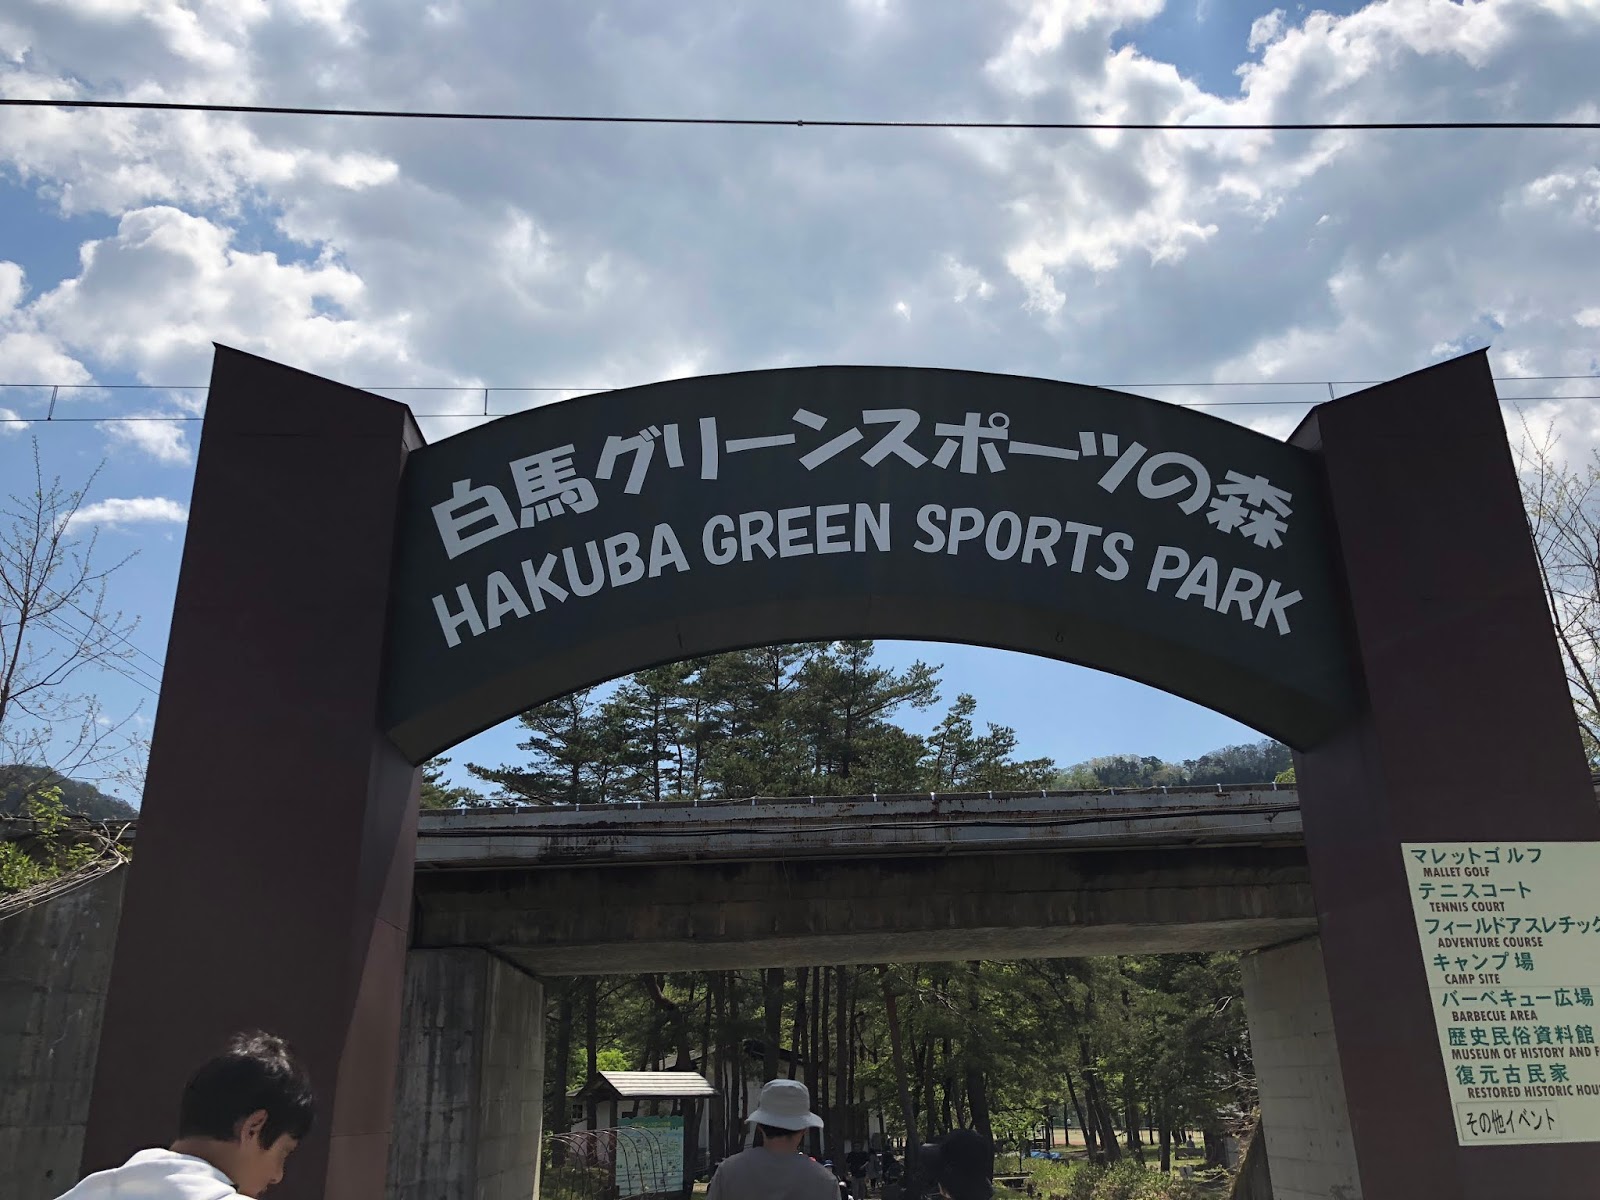 白馬グリーンスポーツの森
HAKUBA GREEN SPORTS PARK
マレットゴルフ
MALLET GOLF
テニスコート
TENNIS COURT
フィールドアスレチック
ADVENTURE COURSE
キャンプ場
CAMP SITE
バーベキュー広場
BARBECUE AREA
歴史民俗資料館
MUSEUM OF HISTORY AND
復元古民家
RESTORED HISTORIC
その他イベント